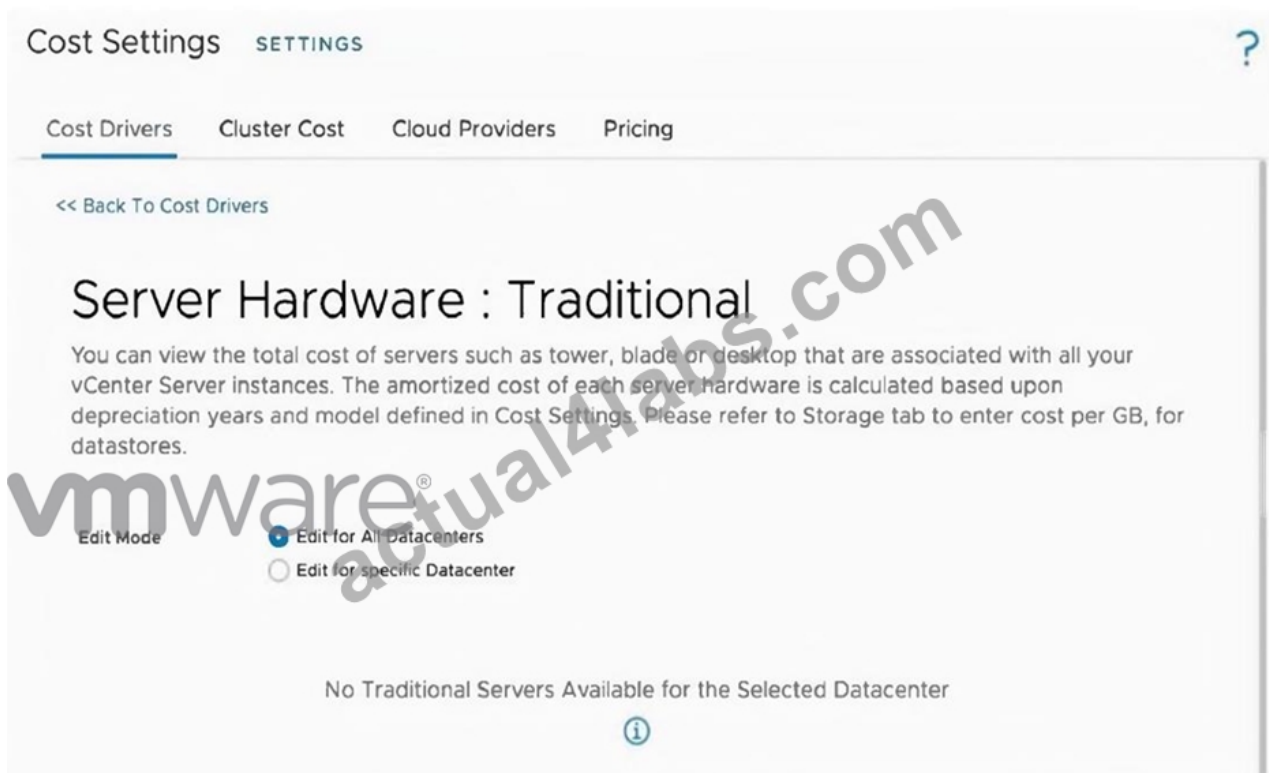 Cost Settings SETTINGS ?
Cost Drivers Cluster Cost Cloud Providers Pricing
<< Back To Cost Drivers
Server Hardware : Traditional
You can view the total cost of servers such as tower, blade or desktop that are associated with all your
vCenter Server instances. The amortized cost of each server hardware is calculated based upon
depreciation years and model defined in Cost Settings. Please refer to Storage tab to enter cost per GB, for
datastores.
vmware®
actual4labs.com
Edit Mode Edit for All Datacenters
Edit for specific Datacenter
No Traditional Servers Available for the Selected Datacenter